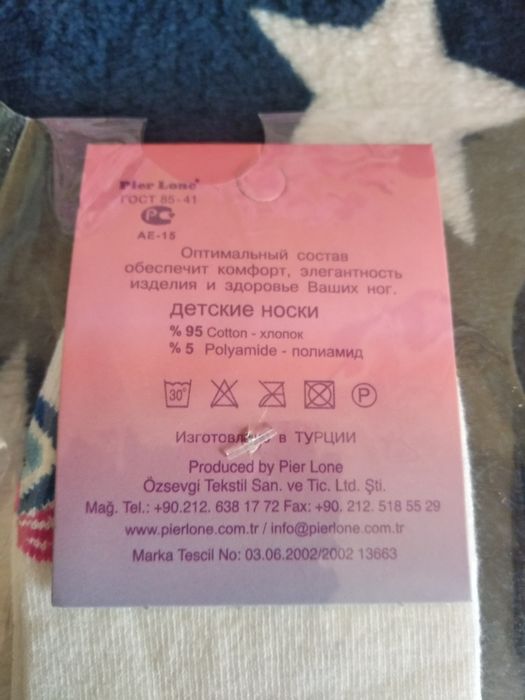 Pier Lone®
ГОСТ 85-41
РС
АЕ-15
Оптимальный состав
обеспечит комфорт, элегантность
изделия и здоровье Ваших ног.
детские носки
% 95 Cotton - хлопок
% 5 Polyamide - полиамид
30° P
Изготовлено в ТУРЦИИ
Produced by Pier Lone
Özsevgi Tekstil San. ve Tic. Ltd. Şti.
Mağ. Tel.: +90.212. 638 17 72 Fax: +90. 212. 518 55 29
www.pierlone.com.tr / info@pierlone.com.tr
Marka Tescil No: 03.06.2002/2002 13663